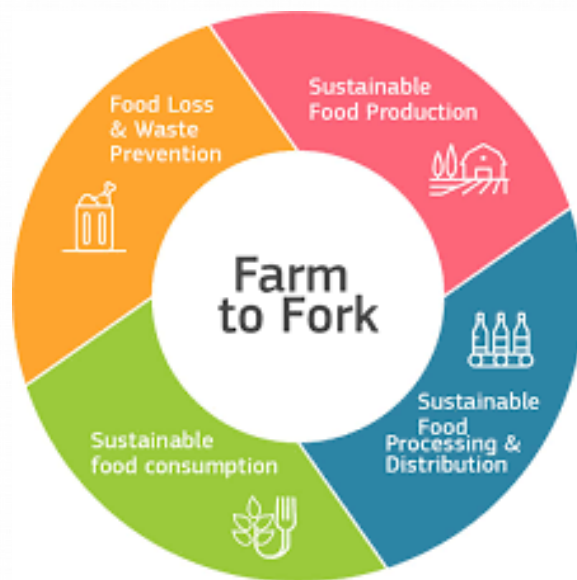 Food Loss
& Waste
Prevention
Sustainable
Food Production
Farm
to Fork
Sustainable
Food
Processing &
Distribution
Sustainable
food consumption